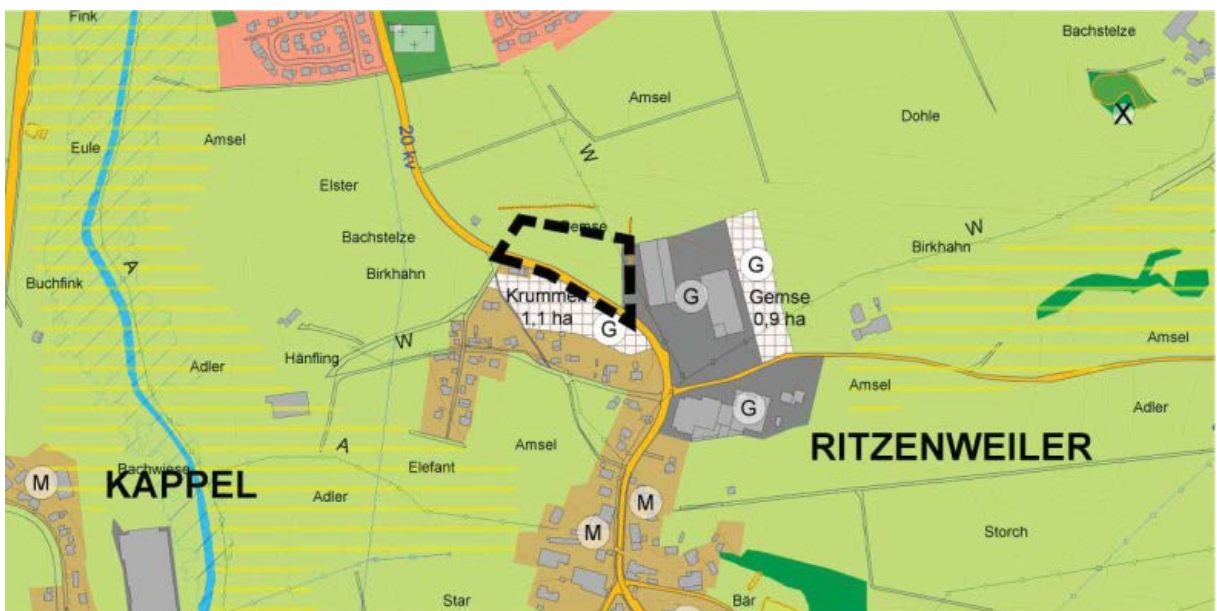 Fink
Bachstelze
X
Amsel
Dohle
20 kv
Eule
Amsel
W
Elster
Gemse
Bachstelze
W
Birkhahn
Birkhahn
A
G
Buchfink
Krummen
1,1 ha
G
Gemse
0,9 ha
G
W
Hänfling
Adler
Amsel
Amsel
Adler
G
A
Amsel
RITZENWEILER
Elefant
Bachwiese
KAPPEL
M
Adler
M
M
Storch
Star
Bär